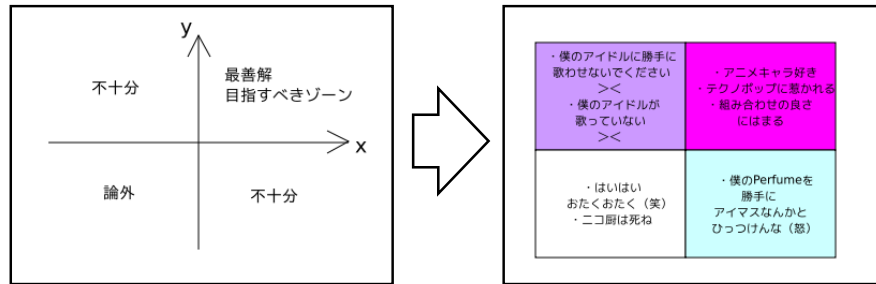 y
不十分
最善解
目指すべきゾーン
x
論外
不十分
・僕のアイドルに勝手に
歌わせないでください
><
・僕のアイドルが
歌っていない
><
・アニメキャラ好き
・テクノポップに惹かれる
・組み合わせの良さ
にはまる
・はいはい
おたくおたく（笑）
・ニコ厨は死ね
・僕のPerfumeを
勝手に
アイマスなんかと
ひっつけんな（怒）